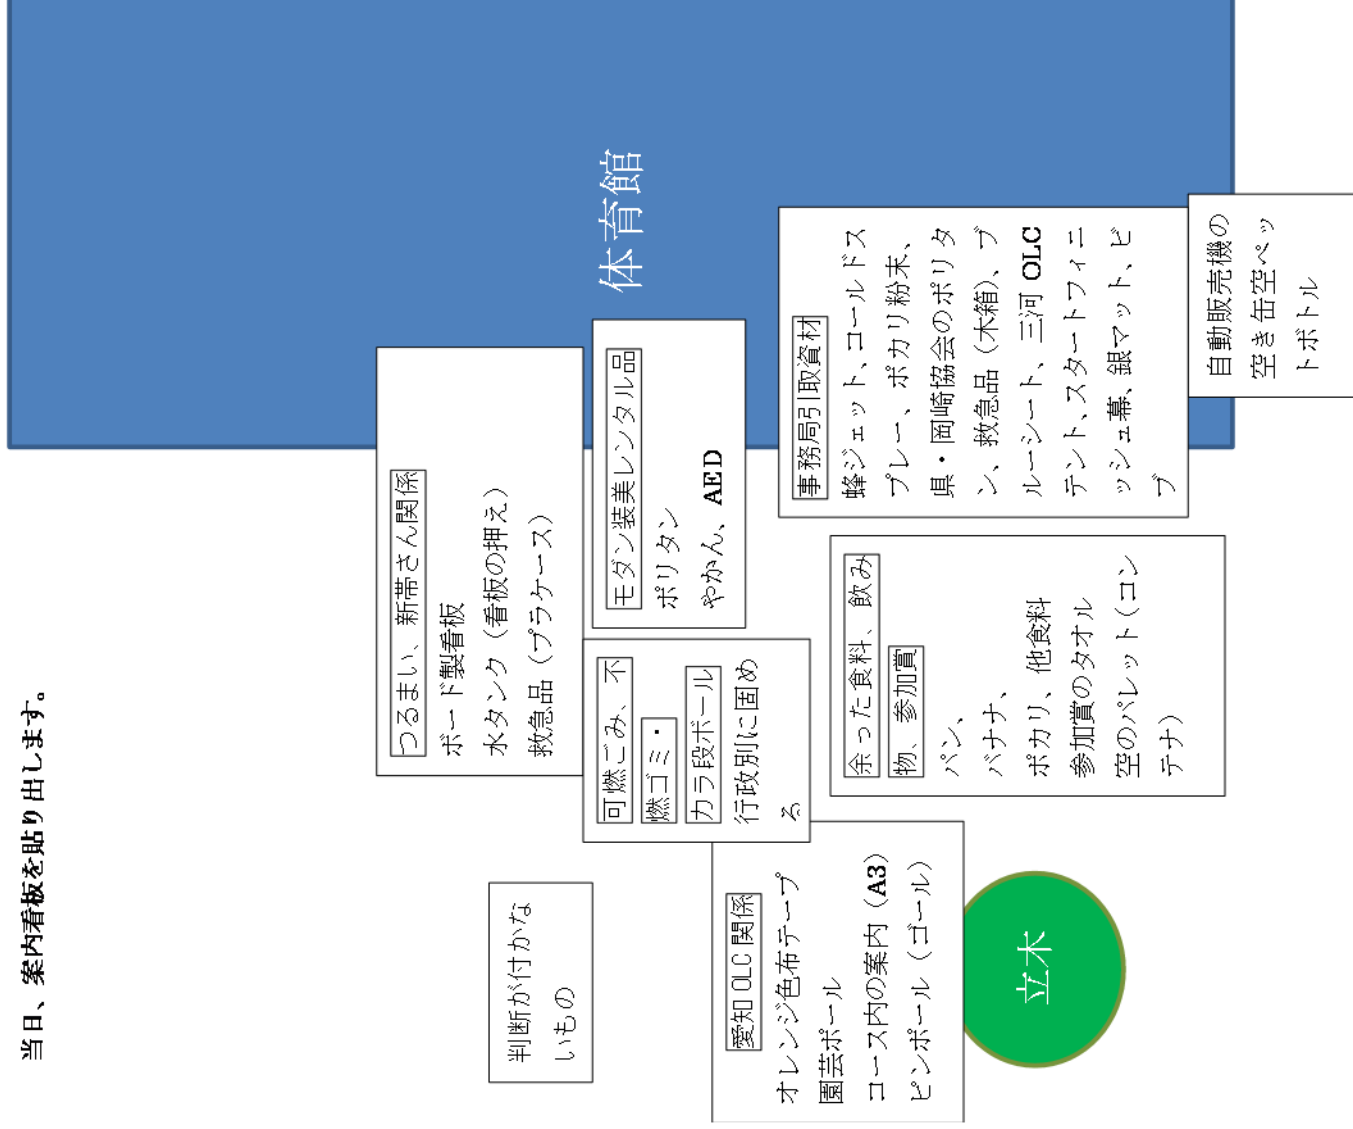 当日、案内看板を貼り出します。
体育館
つるまい、新帯さん関係
ボード製看板
水タンク（看板の押え）
救急品（プラケース）
モダン装美レンタル品
ポリタン
やかん、AED
可燃ごみ、不
燃ゴミ・
カラ段ボール
行政別に固め
る
判断が付かな
いもの
愛知 OLC 関係
オレンジ色布テープ
園芸ポール
コース内の案内（A3）
ピンポール（ゴール）
立木
余った食料、飲み
物、参加賞
パン、
バナナ、
ポカリ、他食料
参加賞のタオル
空のパレット（コン
テナ）
事務局引取資材
蜂ジェット、コールドス
プレー、ポカリ粉末、
県・岡崎協会のポリタ
ン、救急品（木箱）、ブ
ルーシート、三河 OLC
テント、スタートフィニ
ッシュ幕、銀マット、ビ
ブ
自動販売機の
空き缶空ペッ
トボトル